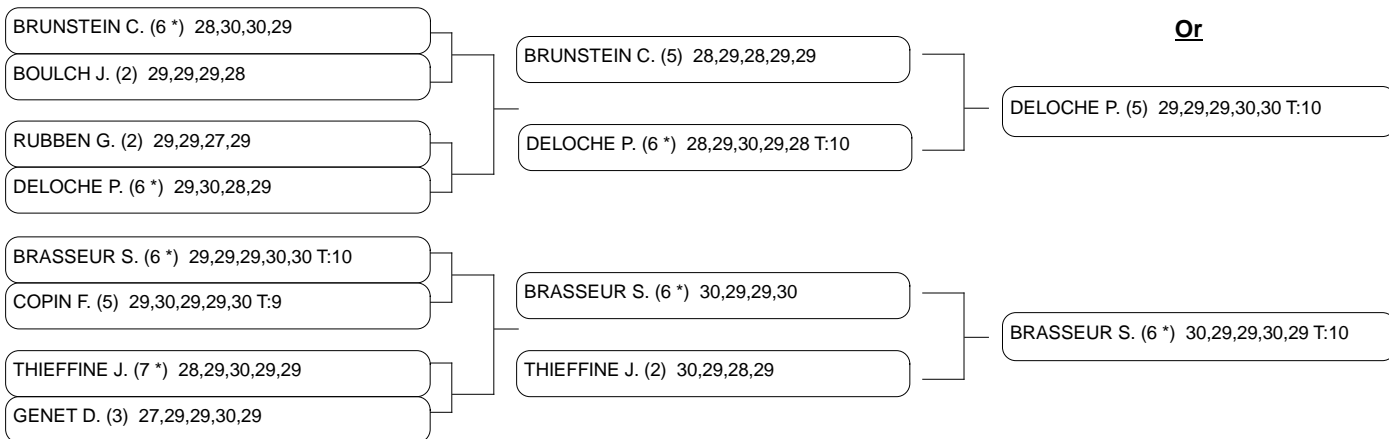 BRUNSTEIN C. (6 *) 28,30,30,29
BOULCH J. (2) 29,29,29,28
RUBBEN G. (2) 29,29,27,29
DELOCHE P. (6 *) 29,30,28,29
BRASSEUR S. (6 *) 29,29,29,30,30 T:10
COPIN F. (5) 29,30,29,29,30 T:9
THIEFFINE J. (7 *) 28,29,30,29,29
GENET D. (3) 27,29,29,30,29
BRUNSTEIN C. (5) 28,29,28,29,29
DELOCHE P. (6 *) 28,29,30,29,28 T:10
BRASSEUR S. (6 *) 30,29,29,30
THIEFFINE J. (2) 30,29,28,29
Or
DELOCHE P. (5) 29,29,29,30,30 T:10
BRASSEUR S. (6 *) 30,29,29,30,29 T:10